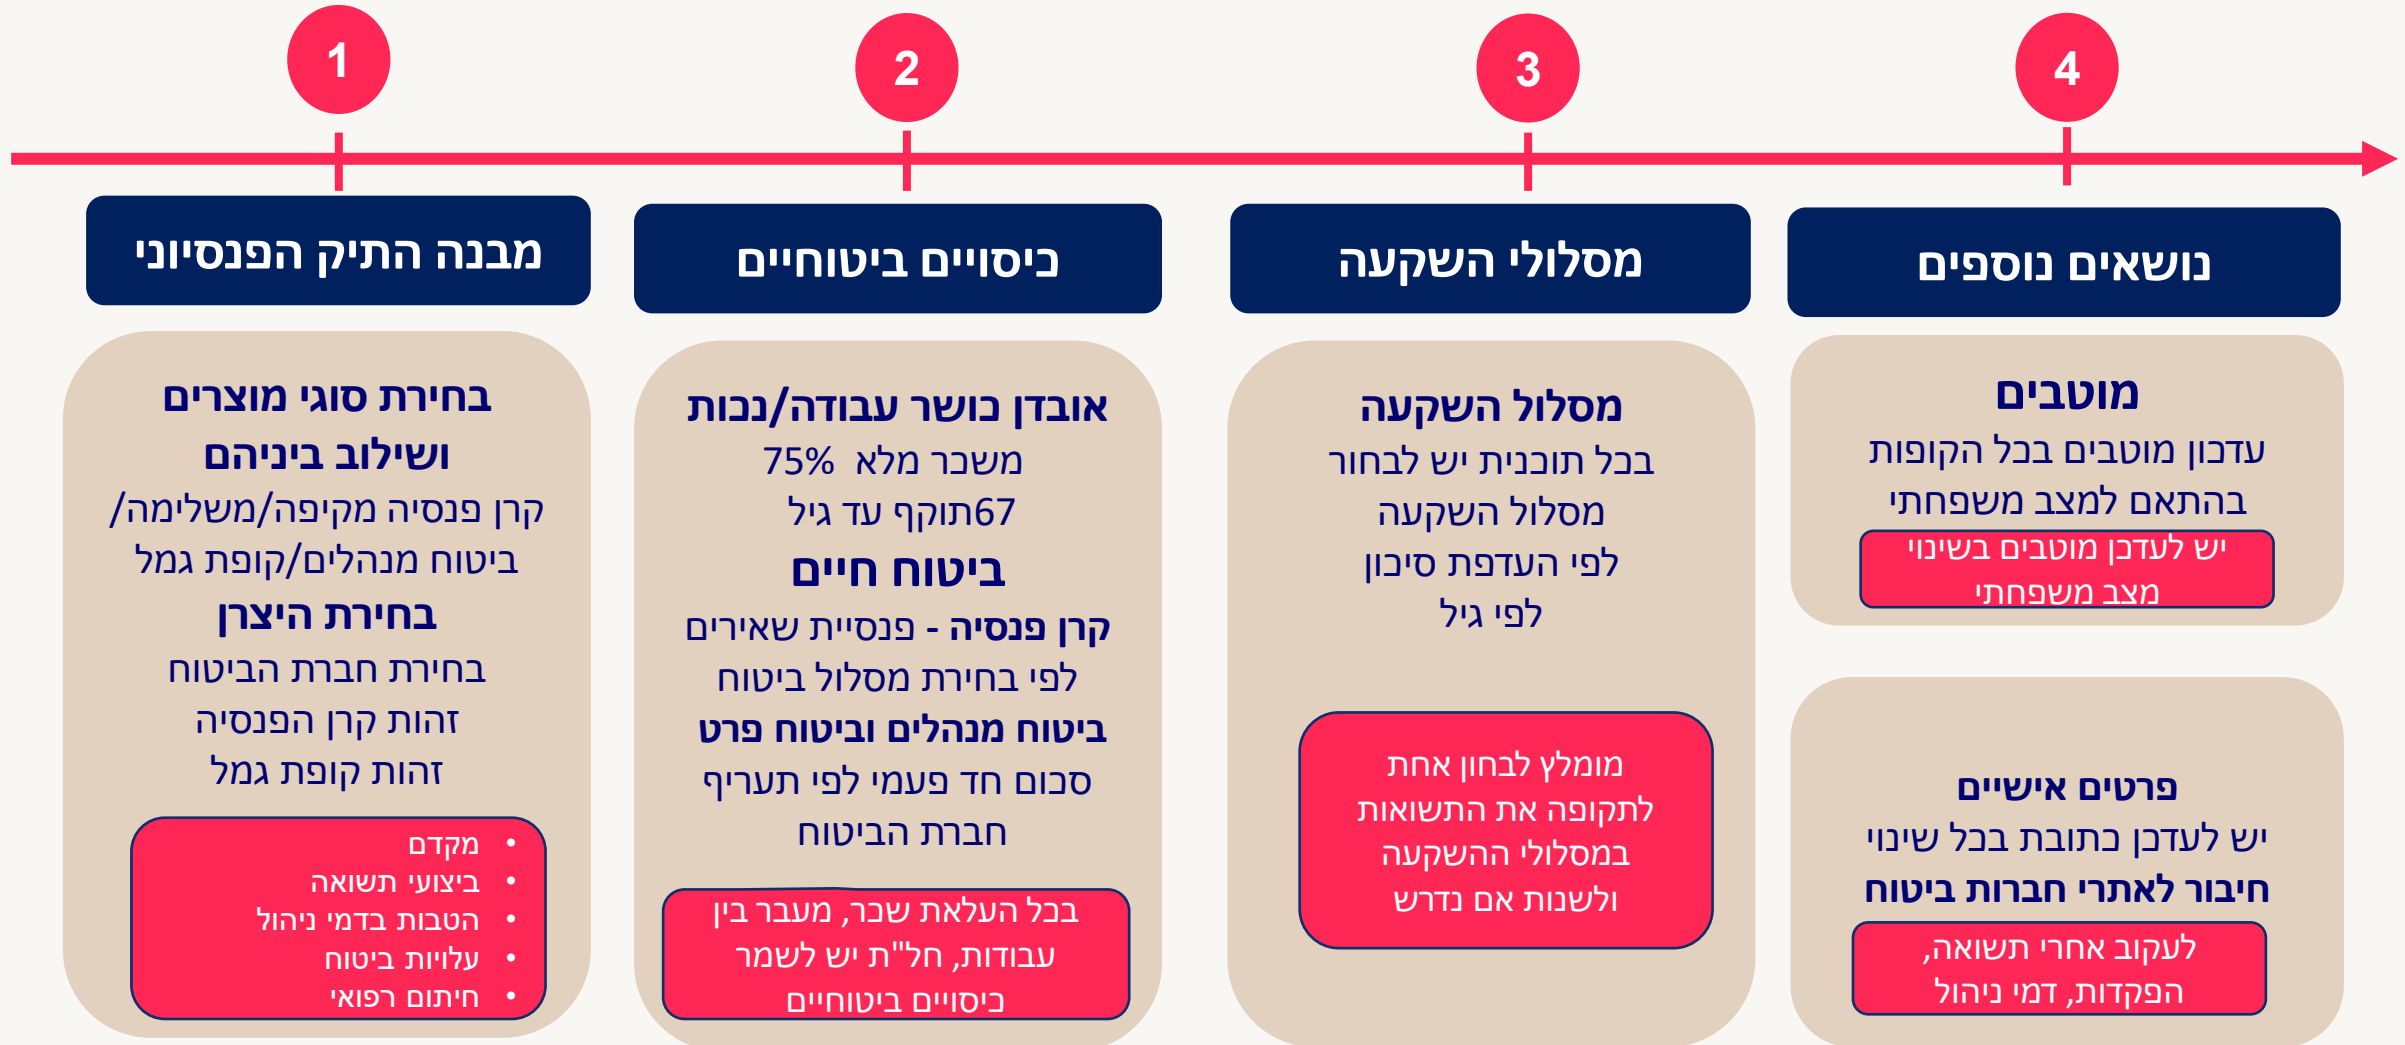 1
מבנה התיק הפנסיוני
בחירת סוגי מוצרים
ושילוב ביניהם
קרן פנסיה מקיפה/משלימה/
ביטוח מנהלים/קופת גמל
בחירת היצרן
בחירת חברת הביטוח
זהות קרן הפנסיה
זהות קופת גמל
• מקדם
• ביצועי תשואה
• הטבות בדמי ניהול
• עלויות ביטוח
• חיתום רפואי
2
כיסויים ביטוחיים
אובדן כושר עבודה/נכות
משכר מלא 75%
67תוקף עד גיל
ביטוח חיים
קרן פנסיה - פנסיית שאירים
לפי בחירת מסלול ביטוח
ביטוח מנהלים וביטוח פרט
סכום חד פעמי לפי תעריף
חברת הביטוח
בכל העלאת שכר, מעבר בין
עבודות, חל"ת יש לשמר
כיסויים ביטוחיים
3
מסלולי השקעה
מסלול השקעה
בכל תוכנית יש לבחור
מסלול השקעה
לפי העדפת סיכון
לפי גיל
מומלץ לבחון אחת
לתקופה את התשואות
במסלולי ההשקעה
ולשנות אם נדרש
4
נושאים נוספים
מוטבים
עדכון מוטבים בכל הקופות
בהתאם למצב משפחתי
יש לעדכן מוטבים בשינוי
מצב משפחתי
פרטים אישיים
יש לעדכן כתובת בכל שינוי
חיבור לאתרי חברות ביטוח
לעקוב אחרי תשואה,
הפקדות, דמי ניהול